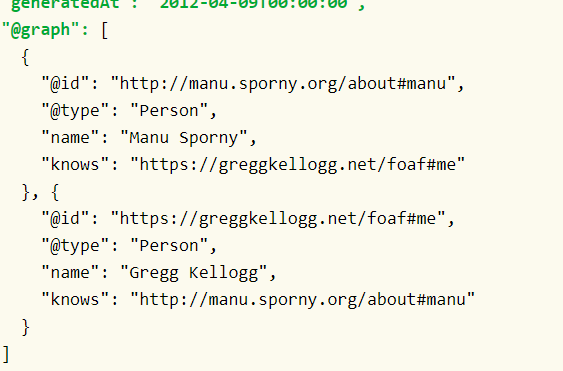 generatedAt": "2012-04-09T00:00:00",
"@graph": [
{
"@id": "http://manu.sporny.org/about#manu",
"@type": "Person",
"name": "Manu Sporny",
"knows": "https://greggkellogg.net/foaf#me"
}, {
"@id": "https://greggkellogg.net/foaf#me",
"@type": "Person",
"name": "Gregg Kellogg",
"knows": "http://manu.sporny.org/about#manu"
}
]